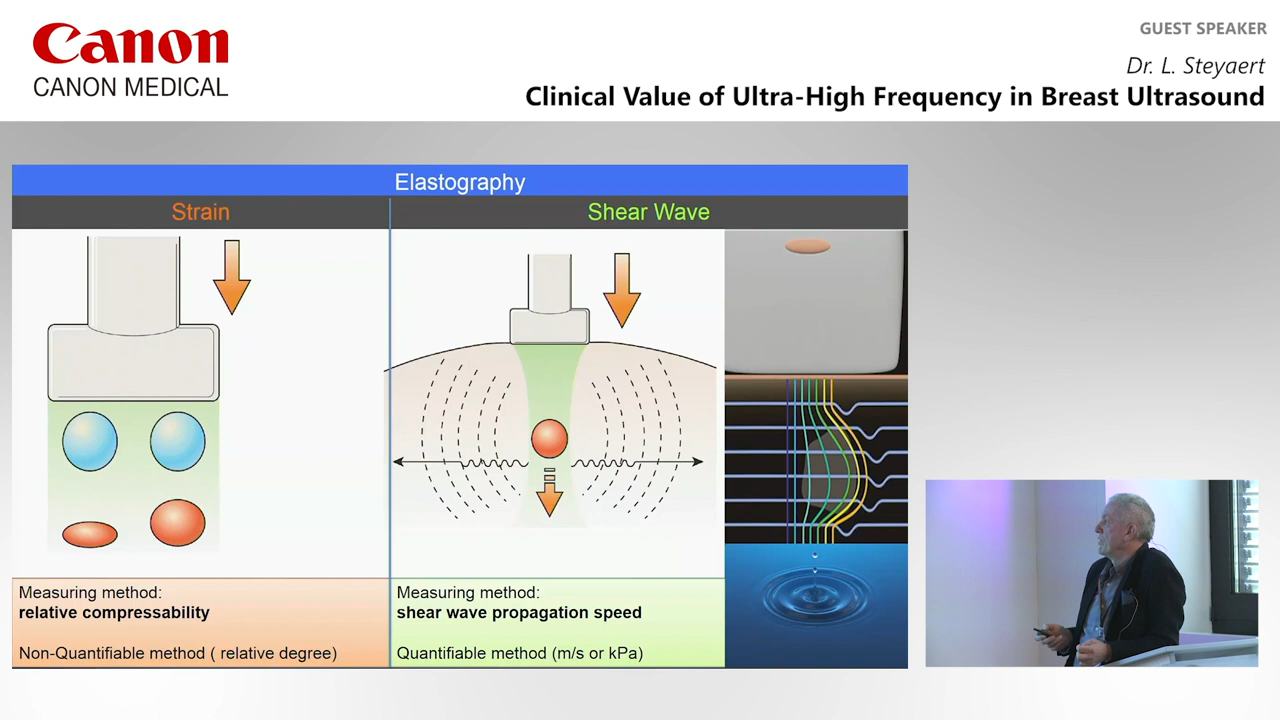 Canon
CANON MEDICAL
GUEST SPEAKER
Dr. L. Steyaert
Clinical Value of Ultra-High Frequency in Breast Ultrasound
Elastography
Strain
Shear Wave
Measuring method:
relative compressability
Non-Quantifiable method ( relative degree)
Measuring method:
shear wave propagation speed
Quantifiable method (m/s or kPa)